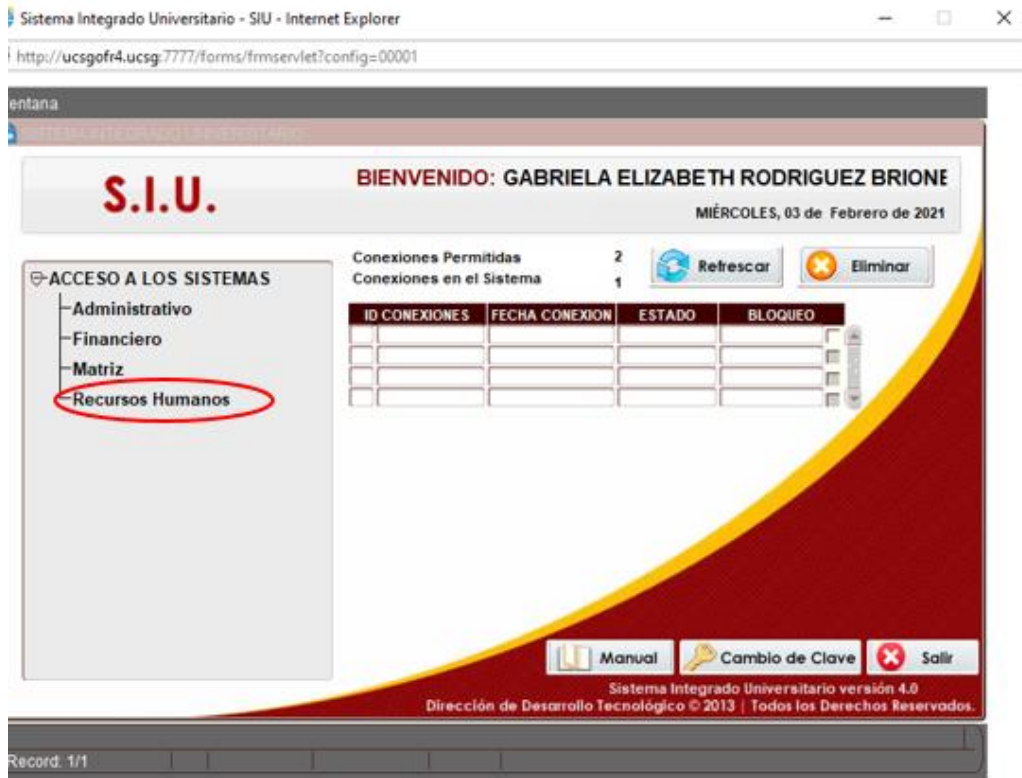 Sistema Integrado Universitario - SIU - Internet Explorer
http://ucsgofr4.ucsg:7777/forms/frmservlet?config=00001
entana
SISTEMA INTEGRADO UNIVERSITARIO
S.I.U.
BIENVENIDO: GABRIELA ELIZABETH RODRIGUEZ BRIONE
MIÉRCOLES, 03 de Febrero de 2021
ACCESO A LOS SISTEMAS
Administrativo
Financiero
Matriz
Recursos Humanos
Conexiones Permitidas 2
Conexiones en el Sistema 1
Refrescar
Eliminar
ID CONEXIONES FECHA CONEXION ESTADO BLOQUEO
Manual
Cambio de Clave
Salir
Sistema Integrado Universitario versión 4.0
Dirección de Desarrollo Tecnológico © 2013 | Todos los Derechos Reservados.
Record: 1/1